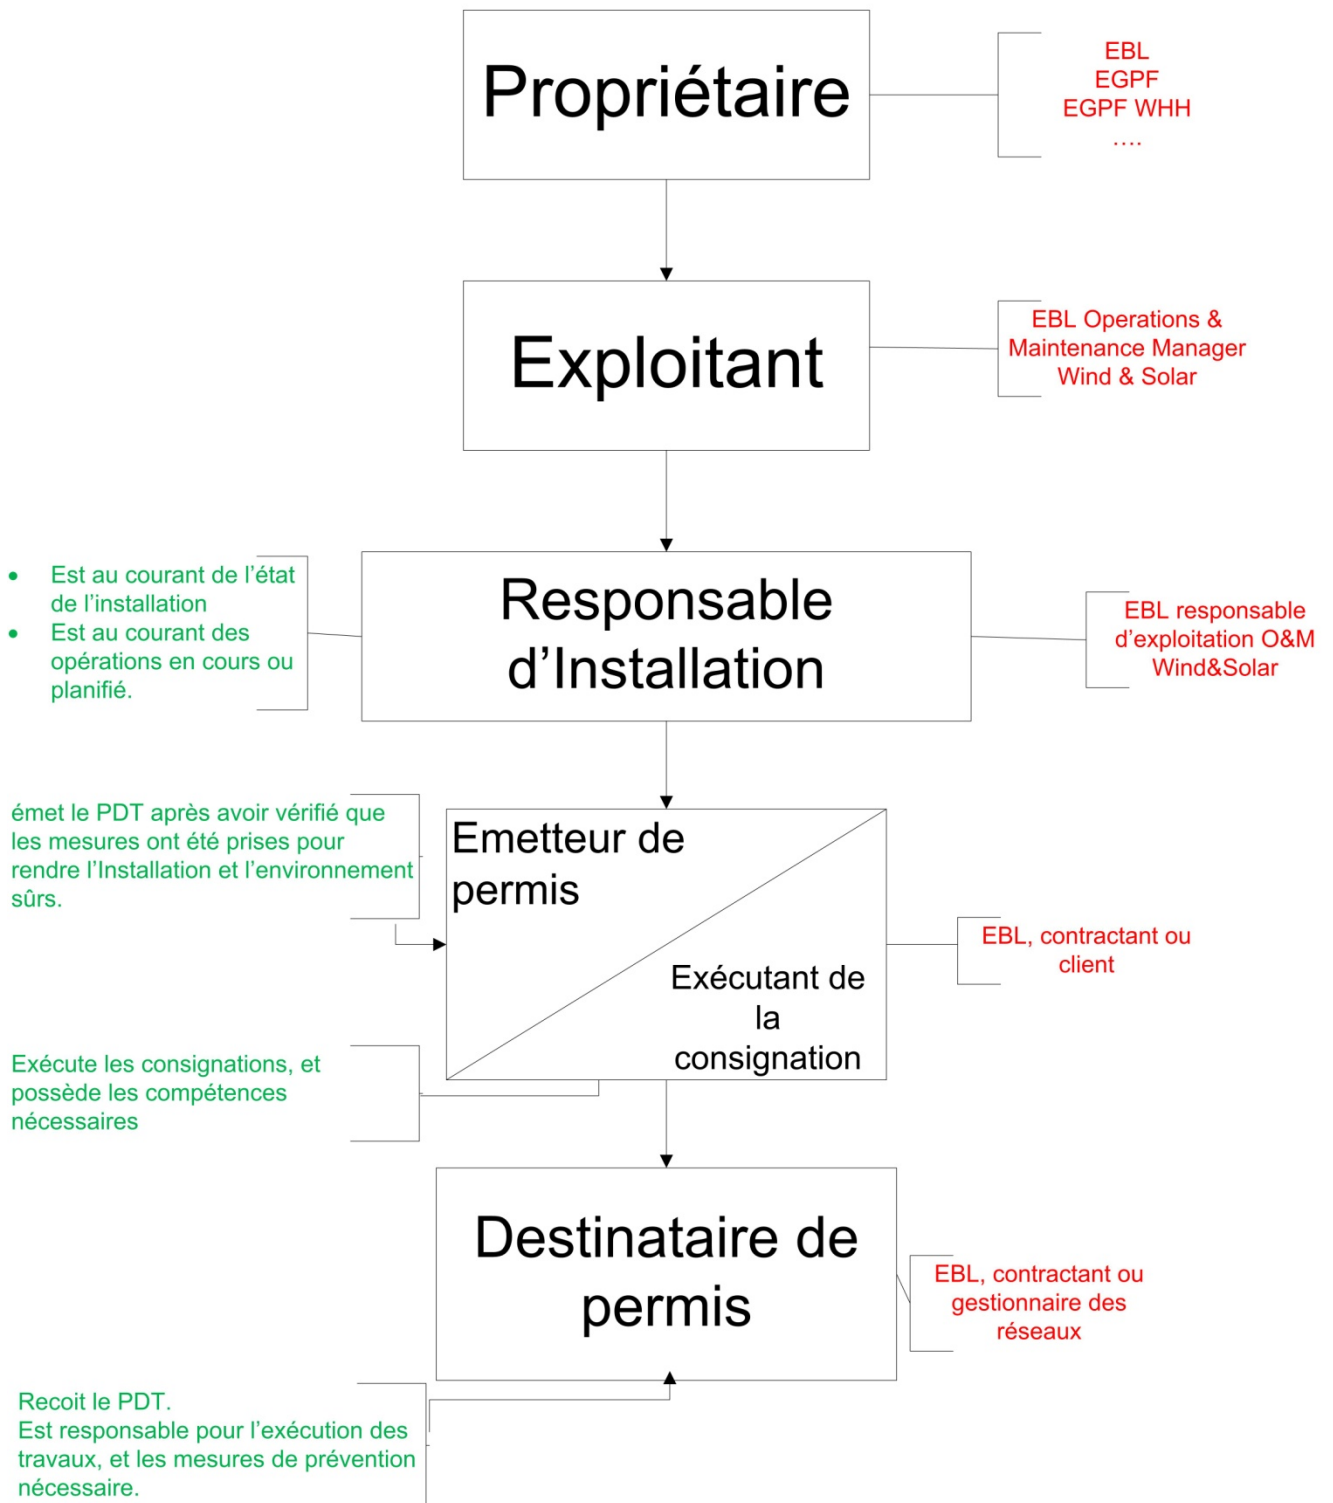 Propriétaire
EBL
EGPF
EGPF WHH
....
Exploitant
EBL Operations &
Maintenance Manager
Wind & Solar
• Est au courant de l’état
de l’installation
• Est au courant des
opérations en cours ou
planifié.
Responsable
d’Installation
EBL responsable
d’exploitation O&M
Wind&Solar
émet le PDT après avoir vérifié que
les mesures ont été prises pour
rendre l’Installation et l’environnement
sûrs.
Emetteur de
permis
Exécutant de
la
consignation
EBL, contractant ou
client
Exécute les consignations, et
possède les compétences
nécessaires
Destinataire de
permis
EBL, contractant ou
gestionnaire des
réseaux
Recoit le PDT.
Est responsable pour l’exécution des
travaux, et les mesures de prévention
nécessaire.